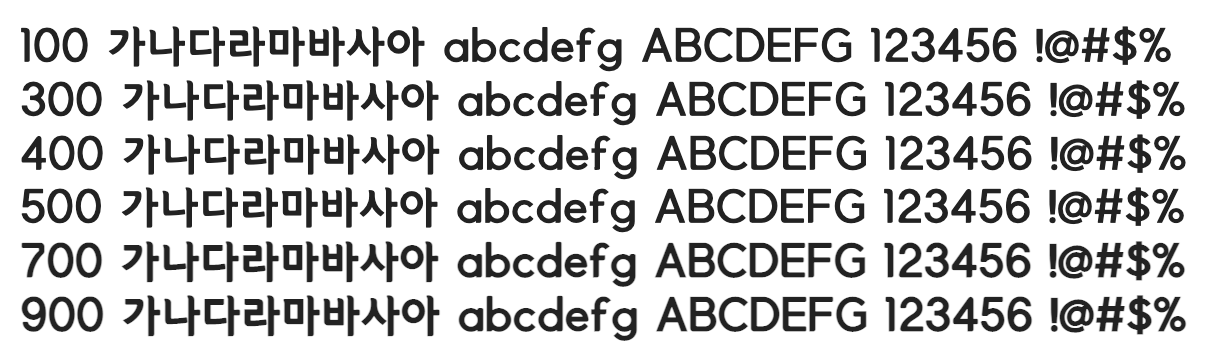 100 가나다라마바사아 abcdefg ABCDEFG 123456 !@#$%
300 가나다라마바사아 abcdefg ABCDEFG 123456 !@#$%
400 가나다라마바사아 abcdefg ABCDEFG 123456 !@#$%
500 가나다라마바사아 abcdefg ABCDEFG 123456 !@#$%
700 가나다라마바사아 abcdefg ABCDEFG 123456 !@#$%
900 가나다라마바사아 abcdefg ABCDEFG 123456 !@#$%